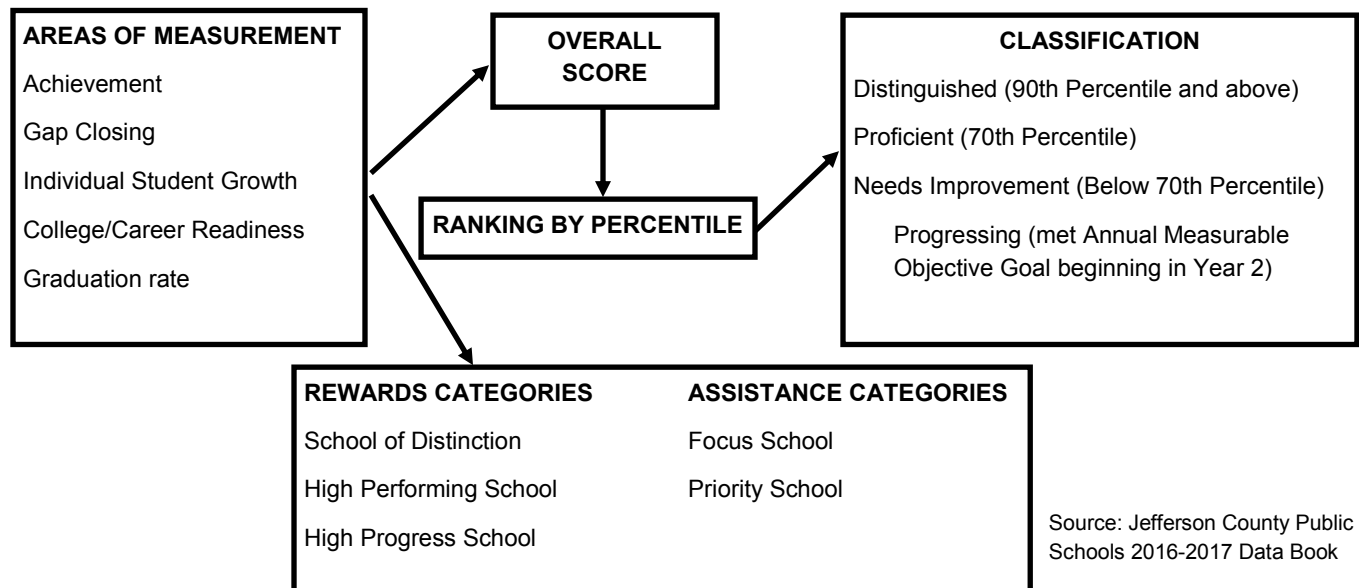 AREAS OF MEASUREMENT
Achievement
Gap Closing
Individual Student Growth
College/Career Readiness
Graduation rate
OVERALL
SCORE
RANKING BY PERCENTILE
CLASSIFICATION
Distinguished (90th Percentile and above)
Proficient (70th Percentile)
Needs Improvement (Below 70th Percentile)
Progressing (met Annual Measurable
Objective Goal beginning in Year 2)
REWARDS CATEGORIES
School of Distinction
High Performing School
High Progress School
ASSISTANCE CATEGORIES
Focus School
Priority School
Source: Jefferson County Public
Schools 2016-2017 Data Book